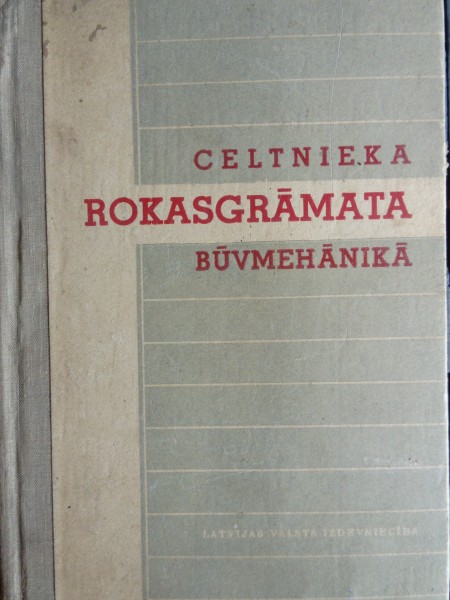 CELTNIEKA
ROKASGRĀMATA
BŪVMEHĀNIKĀ
LATVIJAS VALSTS IZDEVNIECĪBA